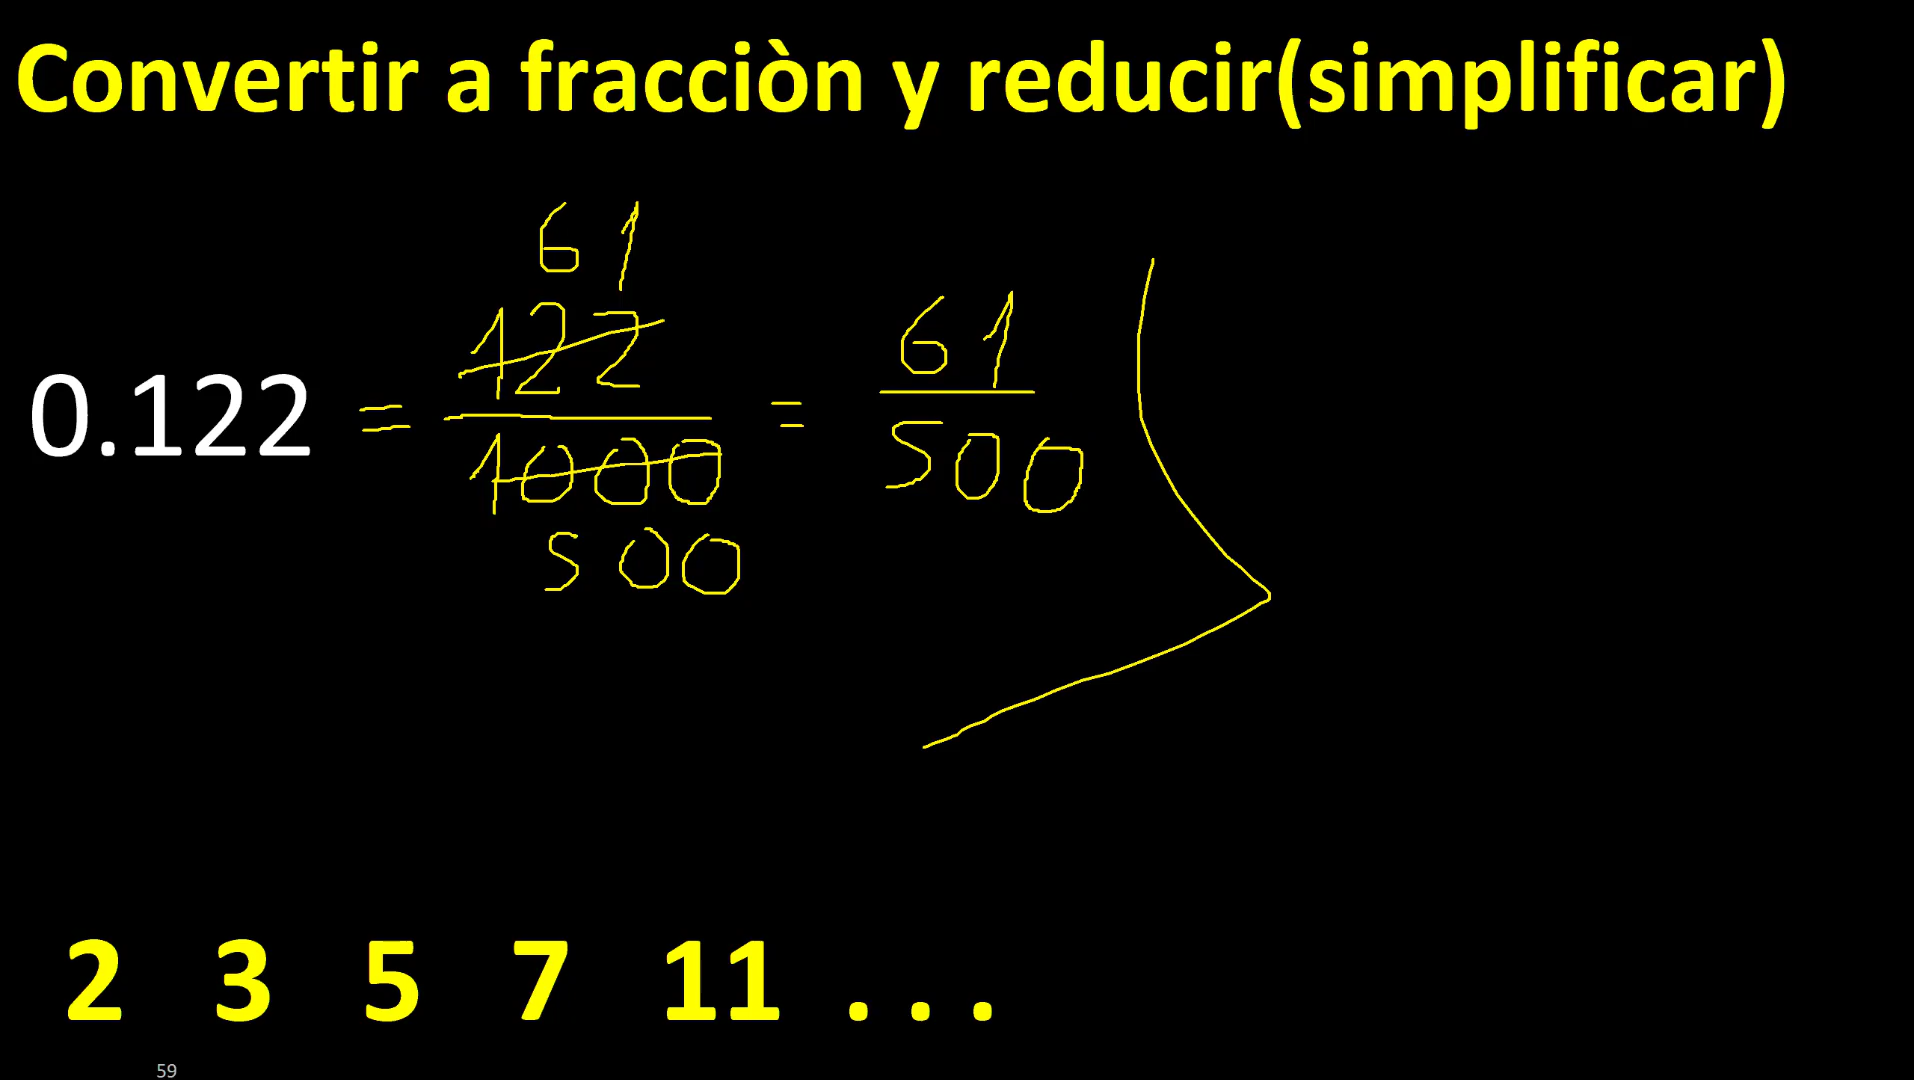 Convertir a fracciòn y reducir(simplificar)
61
0.122 = 122/1000 = 61/500
500
2 3 5 7 11 . . .
59